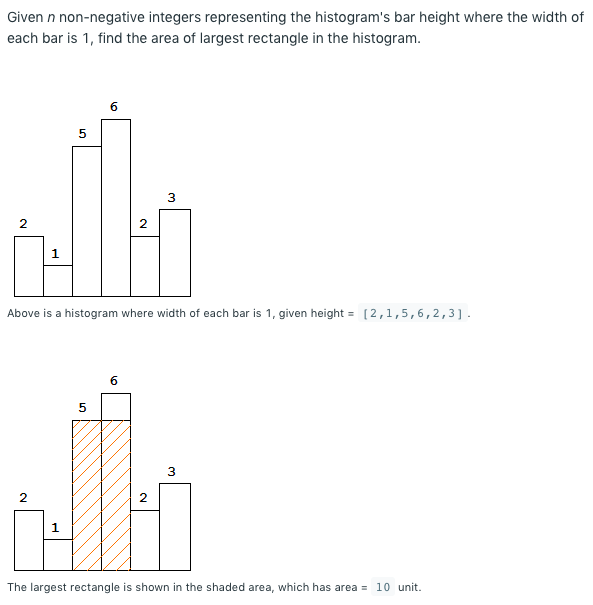 Given n non-negative integers representing the histogram's bar height where the width of
each bar is 1, find the area of largest rectangle in the histogram.
6
5
3
2 2
1
Above is a histogram where width of each bar is 1, given height = [2,1,5,6,2,3].
6
5
3
2 2
1
The largest rectangle is shown in the shaded area, which has area = 10 unit.